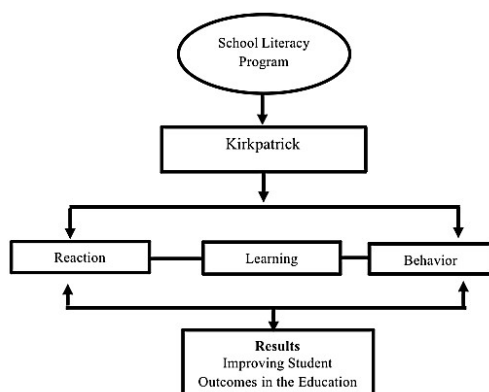 School Literacy
Program
Kirkpatrick
Reaction
Learning
Behavior
Results
Improving Student
Outcomes in the Education